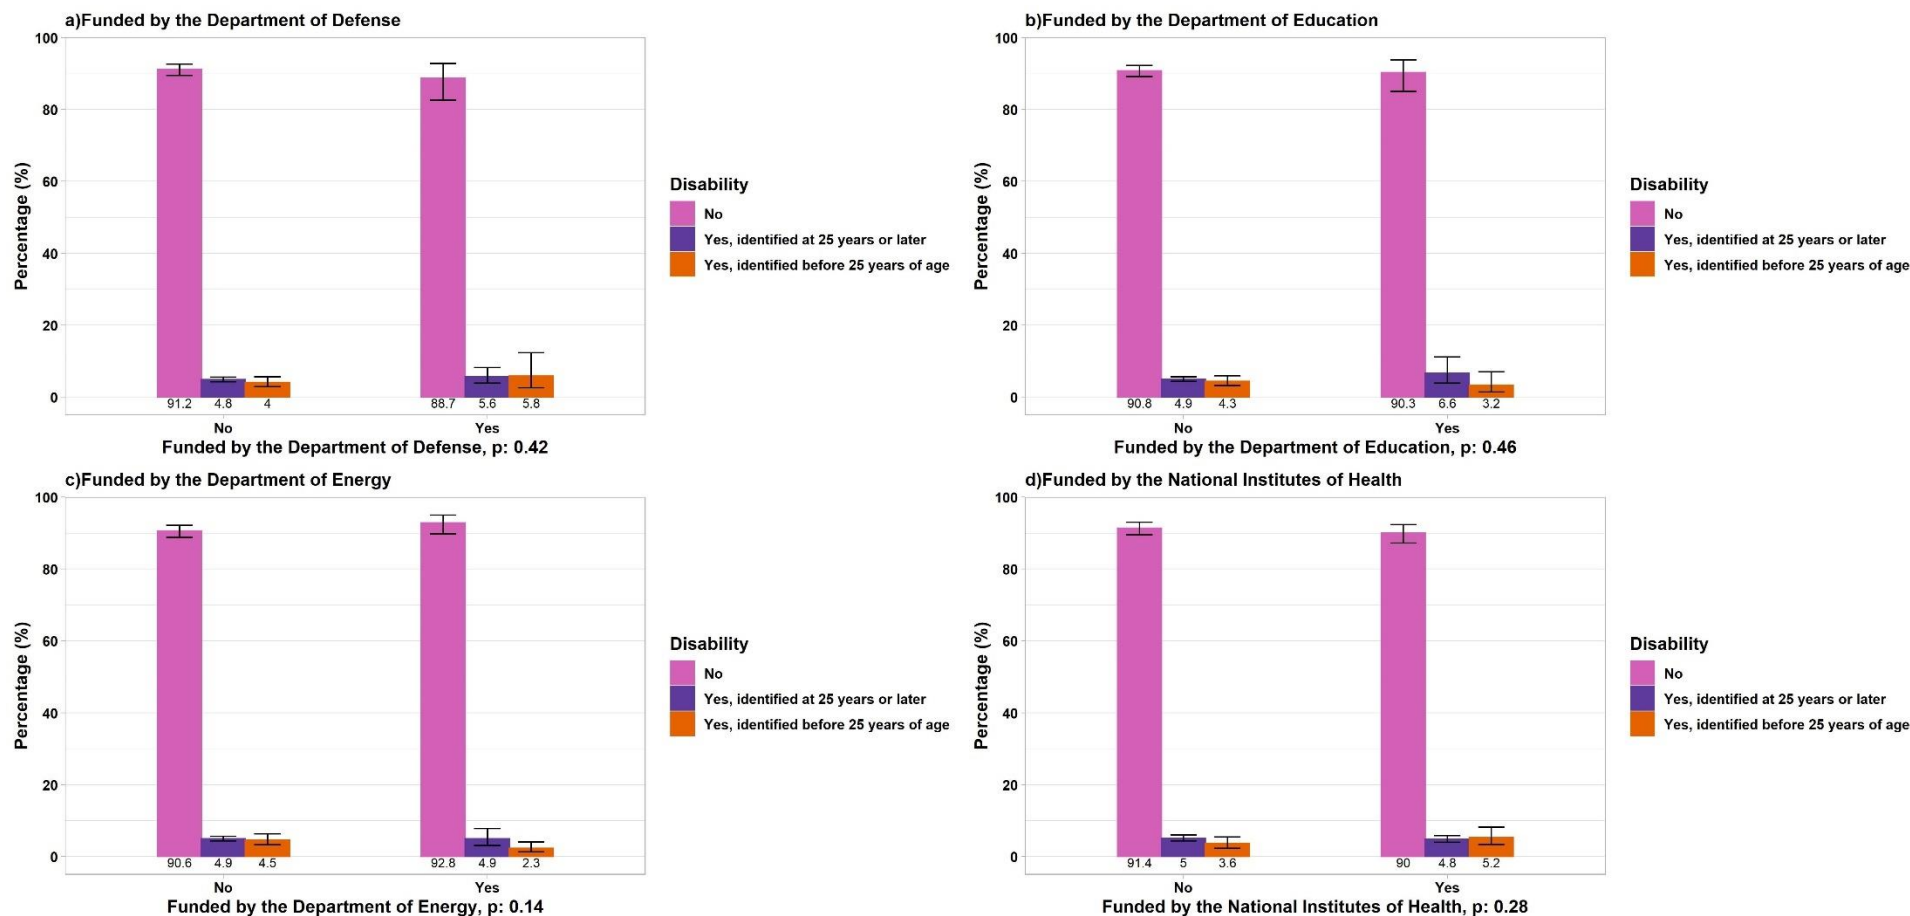 a)Funded by the Department of Defense
100
80
60
40
20
0
Percentage (%)
91.2 4.8 4 88.7 5.6 5.8
No Yes
Funded by the Department of Defense, p: 0.42
Disability
No
Yes, identified at 25 years or later
Yes, identified before 25 years of age
b)Funded by the Department of Education
100
80
60
40
20
0
Percentage (%)
90.8 4.9 4.3 90.3 6.6 3.2
No Yes
Funded by the Department of Education, p: 0.46
Disability
No
Yes, identified at 25 years or later
Yes, identified before 25 years of age
c)Funded by the Department of Energy
100
80
60
40
20
0
Percentage (%)
90.6 4.9 4.5 92.8 4.9 2.3
No Yes
Funded by the Department of Energy, p: 0.14
Disability
No
Yes, identified at 25 years or later
Yes, identified before 25 years of age
d)Funded by the National Institutes of Health
100
80
60
40
20
0
Percentage (%)
91.4 5 3.6 90 4.8 5.2
No Yes
Funded by the National Institutes of Health, p: 0.28
Disability
No
Yes, identified at 25 years or later
Yes, identified before 25 years of age